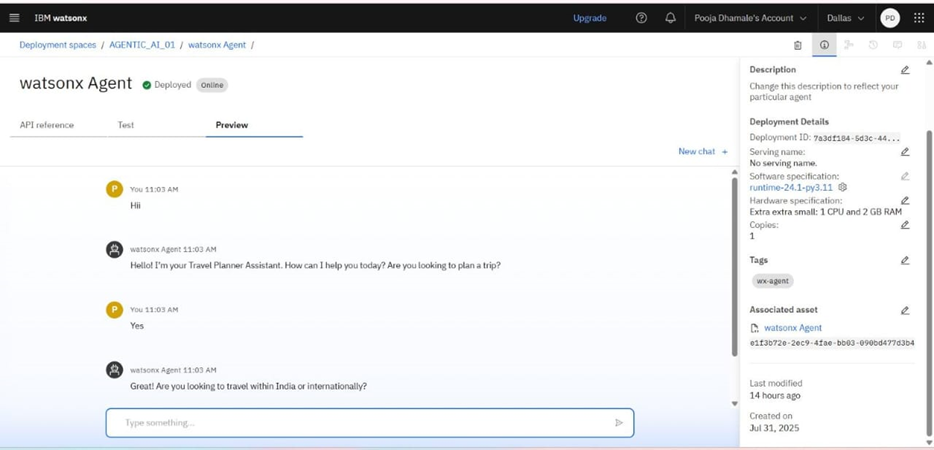 IBM watsonx
Upgrade
Pooja Dhamale's Account
Dallas
PD
Deployment spaces / AGENTIC_AI_01 / watsonx Agent /
watsonx Agent
Deployed
Online
API reference
Test
Preview
New chat +
P
You 11:03 AM
Hii
watsonx Agent 11:03 AM
Hello! I'm your Travel Planner Assistant. How can I help you today? Are you looking to plan a trip?
P
You 11:03 AM
Yes
watsonx Agent 11:03 AM
Great! Are you looking to travel within India or internationally?
Type something...
Description
Change this description to reflect your
particular agent
Deployment Details
Deployment ID: 7a3df184-5d3c-44...
Serving name:
No serving name.
Software specification:
runtime-24.1-py3.11
Hardware specification:
Extra extra small: 1 CPU and 2 GB RAM
Copies:
1
Tags
wx-agent
Associated asset
watsonx Agent
e1f3b72e-2ec9-4fae-bb03-090bd477d3b4
Last modified
14 hours ago
Created on
Jul 31, 2025